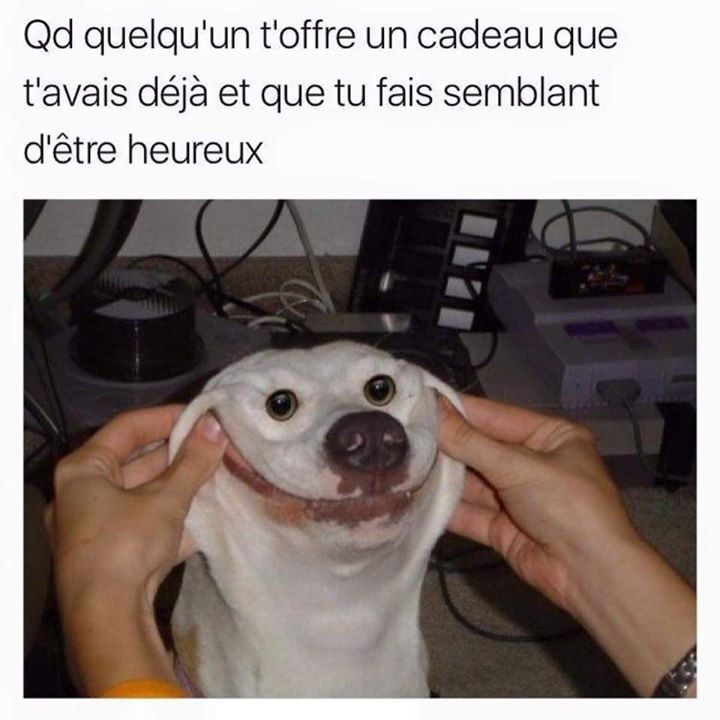 Qd quelqu'un t'offre un cadeau que
t'avais déjà et que tu fais semblant
d'être heureux